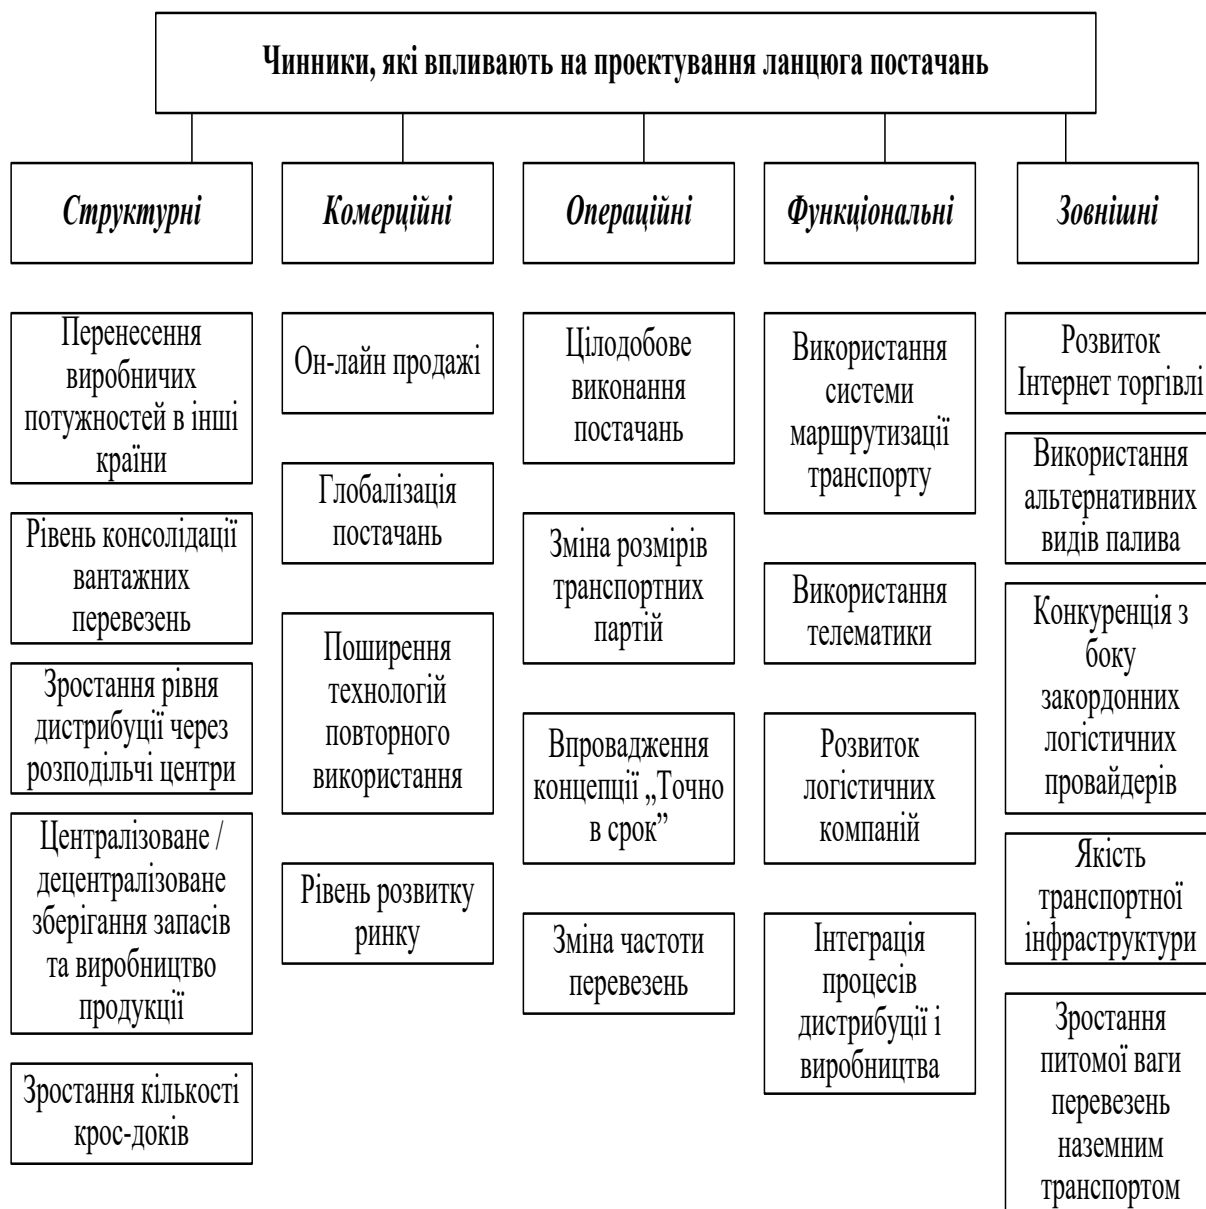 Чинники, які впливають на проектування ланцюга постачань
Структурні
Комерційні
Операційні
Функціональні
Зовнішні
Перенесення
виробничих
потужностей в інші
країни
Рівень консолідації
вантажних
перевезень
Зростання рівня
дистрибуції через
розподільчі центри
Централізоване /
децентралізоване
зберігання запасів
та виробництво
продукції
Зростання кількості
крос-доків
Он-лайн продажі
Глобалізація
постачань
Поширення
технологій
повторного
використання
Рівень розвитку
ринку
Цілодобове
виконання
постачань
Зміна розмірів
транспортних
партій
Впровадження
концепції „Точно
в срок”
Зміна частоти
перевезень
Використання
системи
маршрутизації
транспорту
Використання
телематики
Розвиток
логістичних
компаній
Інтеграція
процесів
дистрибуції і
виробництва
Розвиток
Інтернет торгівлі
Використання
альтернативних
видів палива
Конкуренція з
боку
закордонних
логістичних
провайдерів
Якість
транспортної
інфраструктури
Зростання
питомої ваги
перевезень
наземним
транспортом